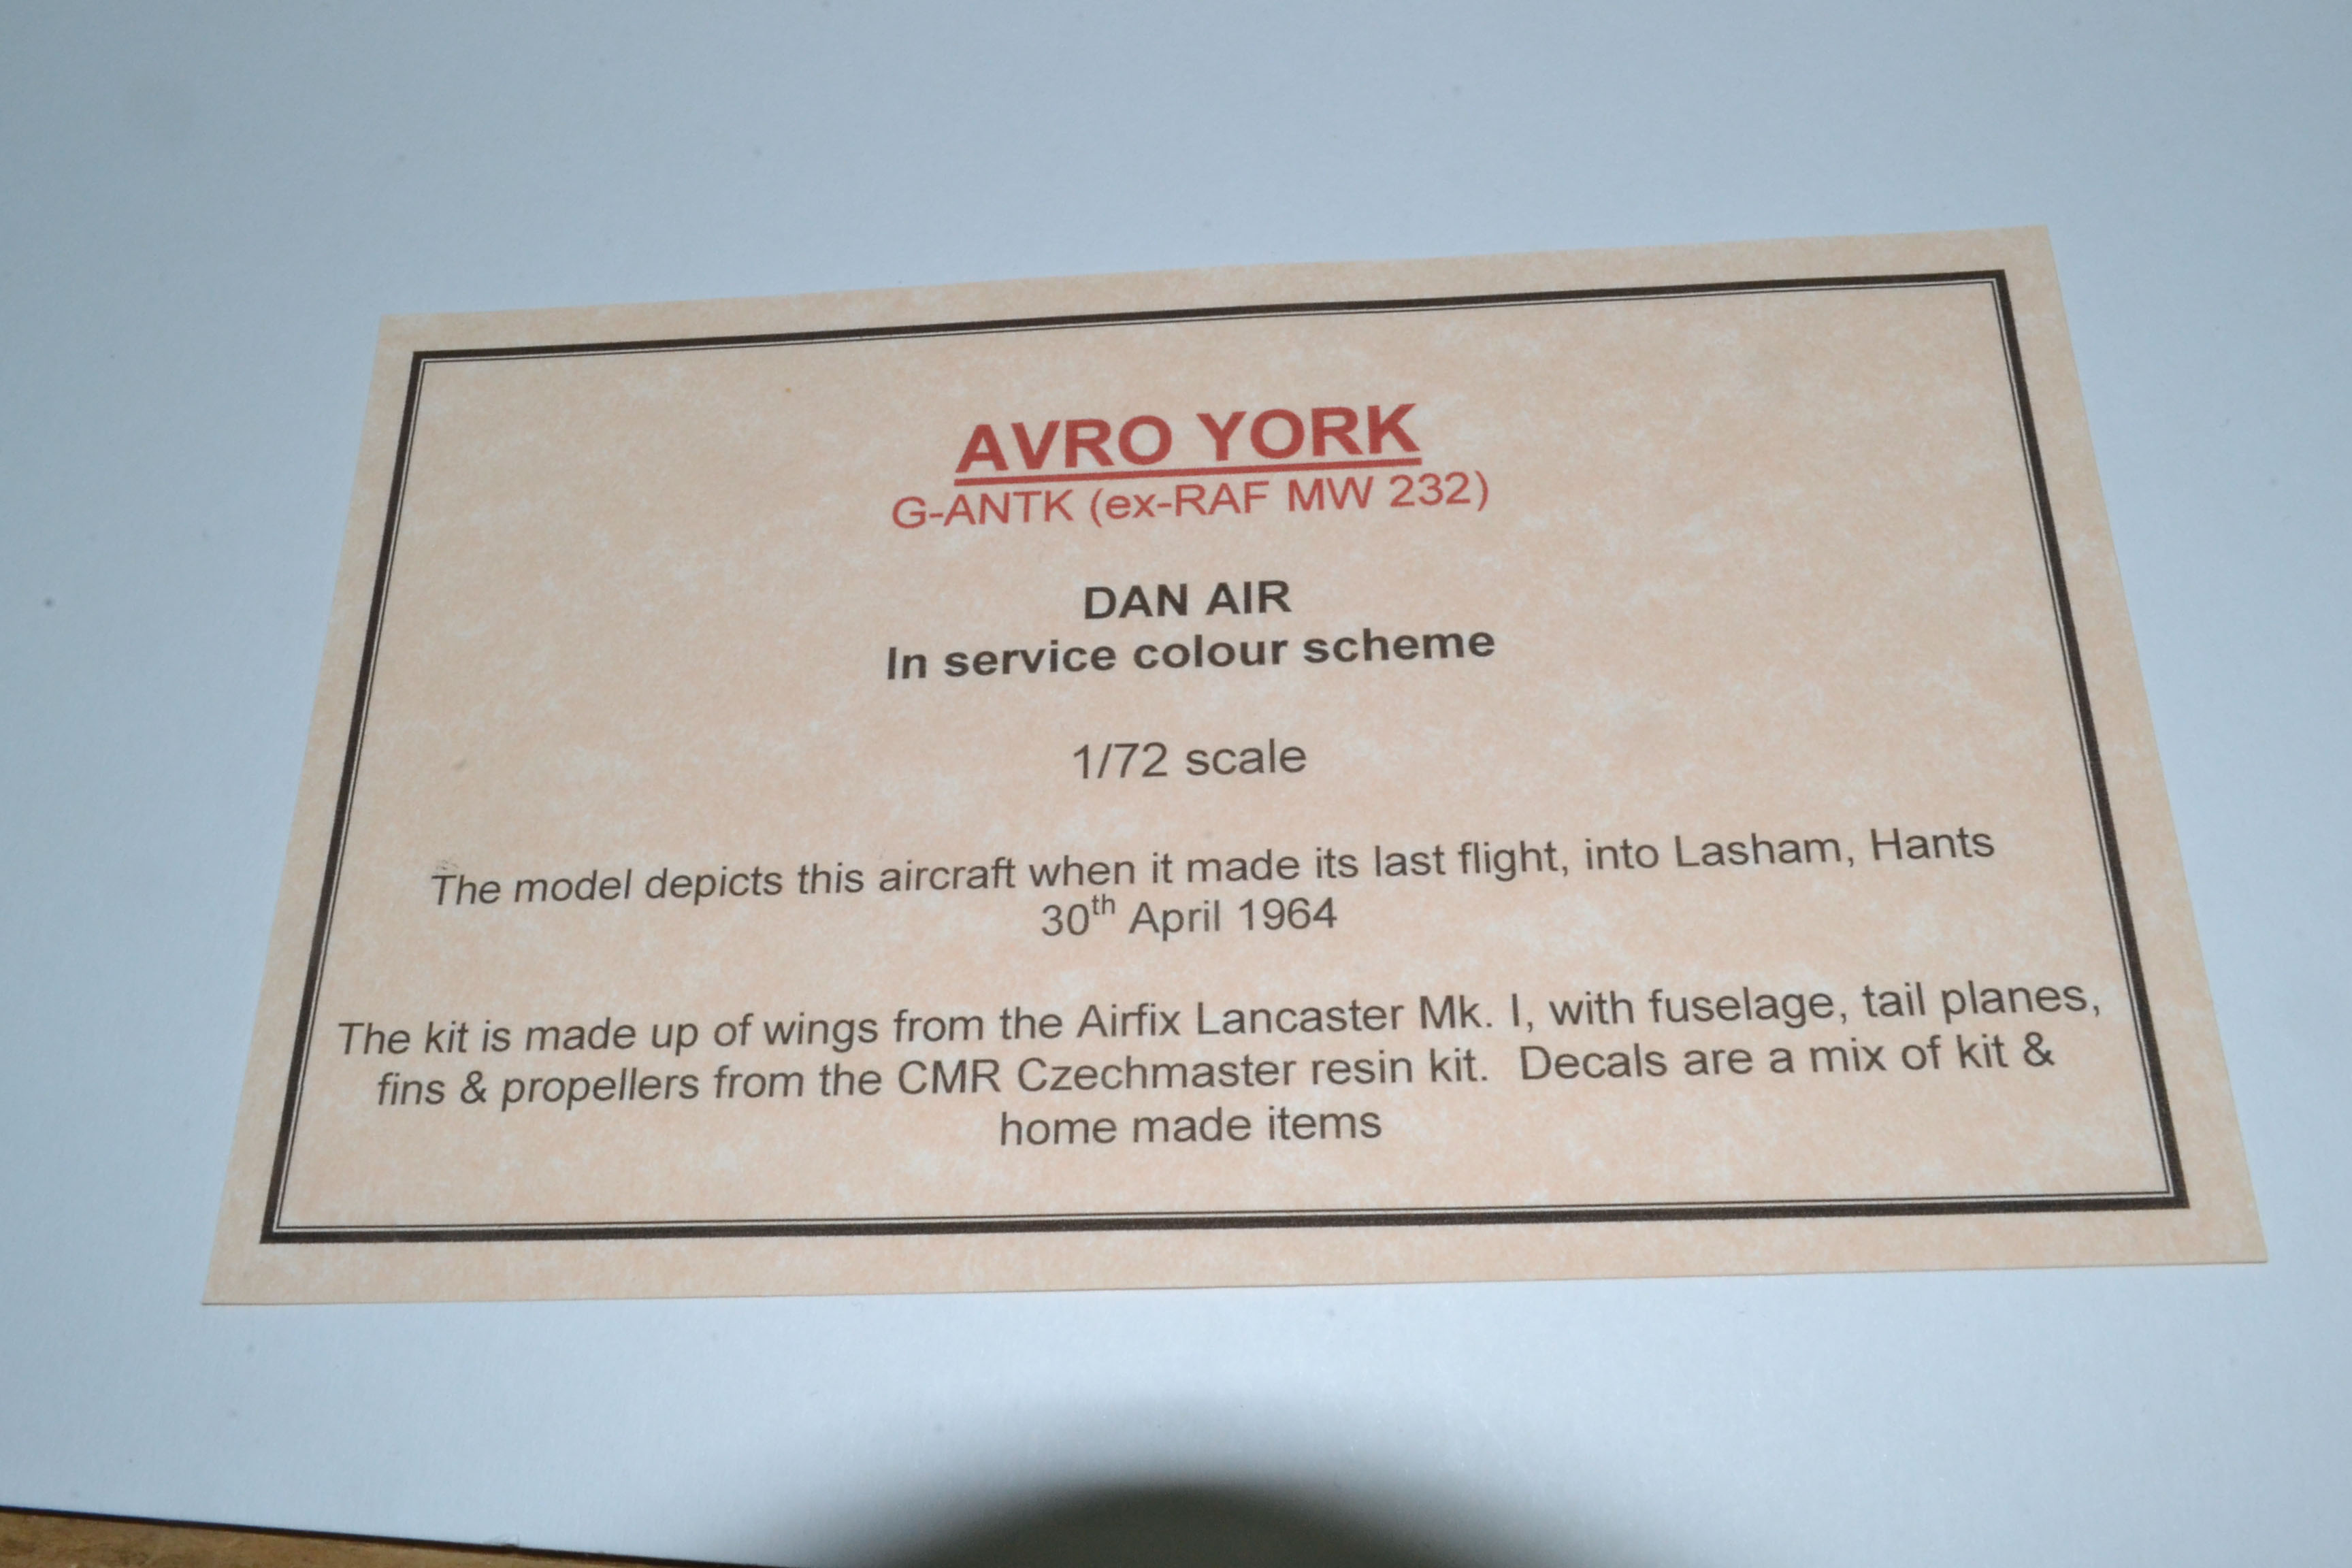 AVRO YORK
G-ANTK (ex-RAF MW 232)
DAN AIR
In service colour scheme
1/72 scale
The model depicts this aircraft when it made its last flight, into Lasham, Hants
30th April 1964
The kit is made up of wings from the Airfix Lancaster Mk. I, with fuselage, tail planes,
fins & propellers from the CMR Czechmaster resin kit.  Decals are a mix of kit &
home made items